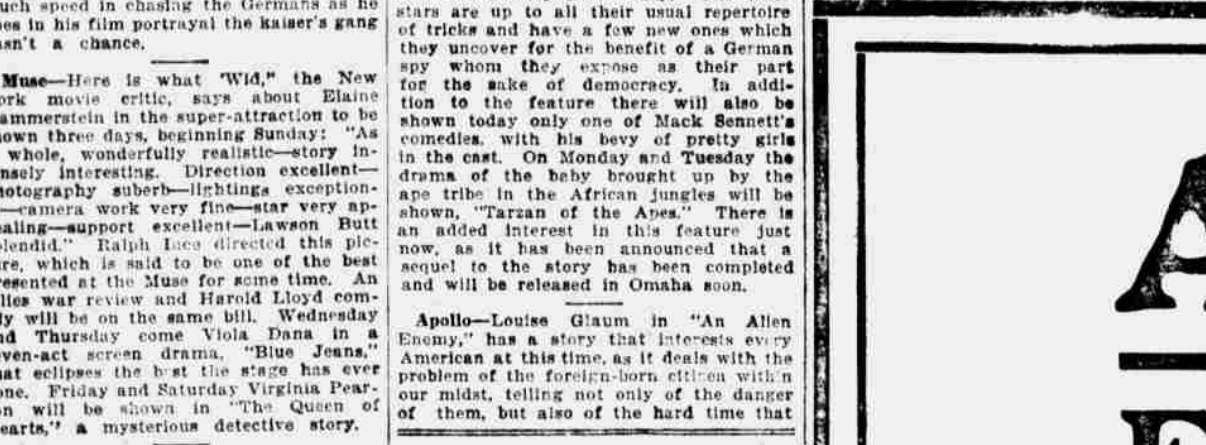 much speed in chasing the Germans as he
does in his film portrayal the kaiser's gang
hasn't a chance.
Muse—Here is what "Wid," the New
York movie critic, says about Elaine
Hammerstein in the super-attraction to be
shown three days, beginning Sunday: "As
whole, wonderfully realistic—story in-
tensely interesting. Direction excellent—
photography suberb—lightings exception-
—camera work very fine—star very ap-
pealing—support excellent—Lawson Butt
splendid." Ralph Ince directed this pic-
ture, which is said to be one of the best
presented at the Muse for some time. An
allies war review and Harold Lloyd com-
edy will be on the same bill. Wednesday
and Thursday come Viola Dana in a
seven-act screen drama, "Blue Jeans,"
that eclipses the best the stage has ever
done. Friday and Saturday Virginia Pear-
son will be shown in "The Queen of
Hearts," a mysterious detective story.
stars are up to all their usual repertoire
of tricks and have a few new ones which
they uncover for the benefit of a German
spy whom they expose as their part
for the sake of democracy. In addi-
tion to the feature there will also be
shown today only one of Mack Sennett's
comedies, with his bevy of pretty girls
in the cast. On Monday and Tuesday the
drama of the baby brought up by the
ape tribe in the African jungles will be
shown, "Tarzan of the Apes." There is
an added interest in this feature just
now, as it has been announced that a
sequel to the story has been completed
and will be released in Omaha soon.
Apollo—Louise Glaum in "An Alien
Enemy," has a story that interests every
American at this time, as it deals with the
problem of the foreign-born citizen within
our midst, telling not only of the danger
of them, but also of the hard time that